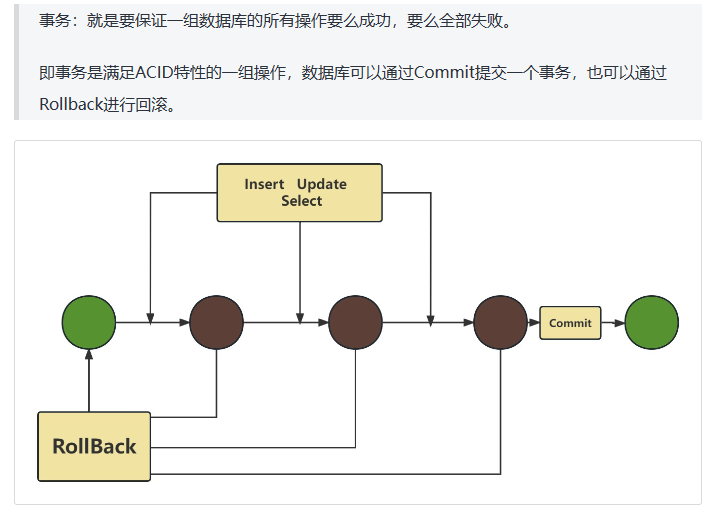 事务：就是要保证一组数据库的所有操作要么成功，要么全部失败。
即事务是满足ACID特性的一组操作，数据库可以通过Commit提交一个事务，也可以通过
Rollback进行回滚。
Insert Update
Select
Commit
RollBack